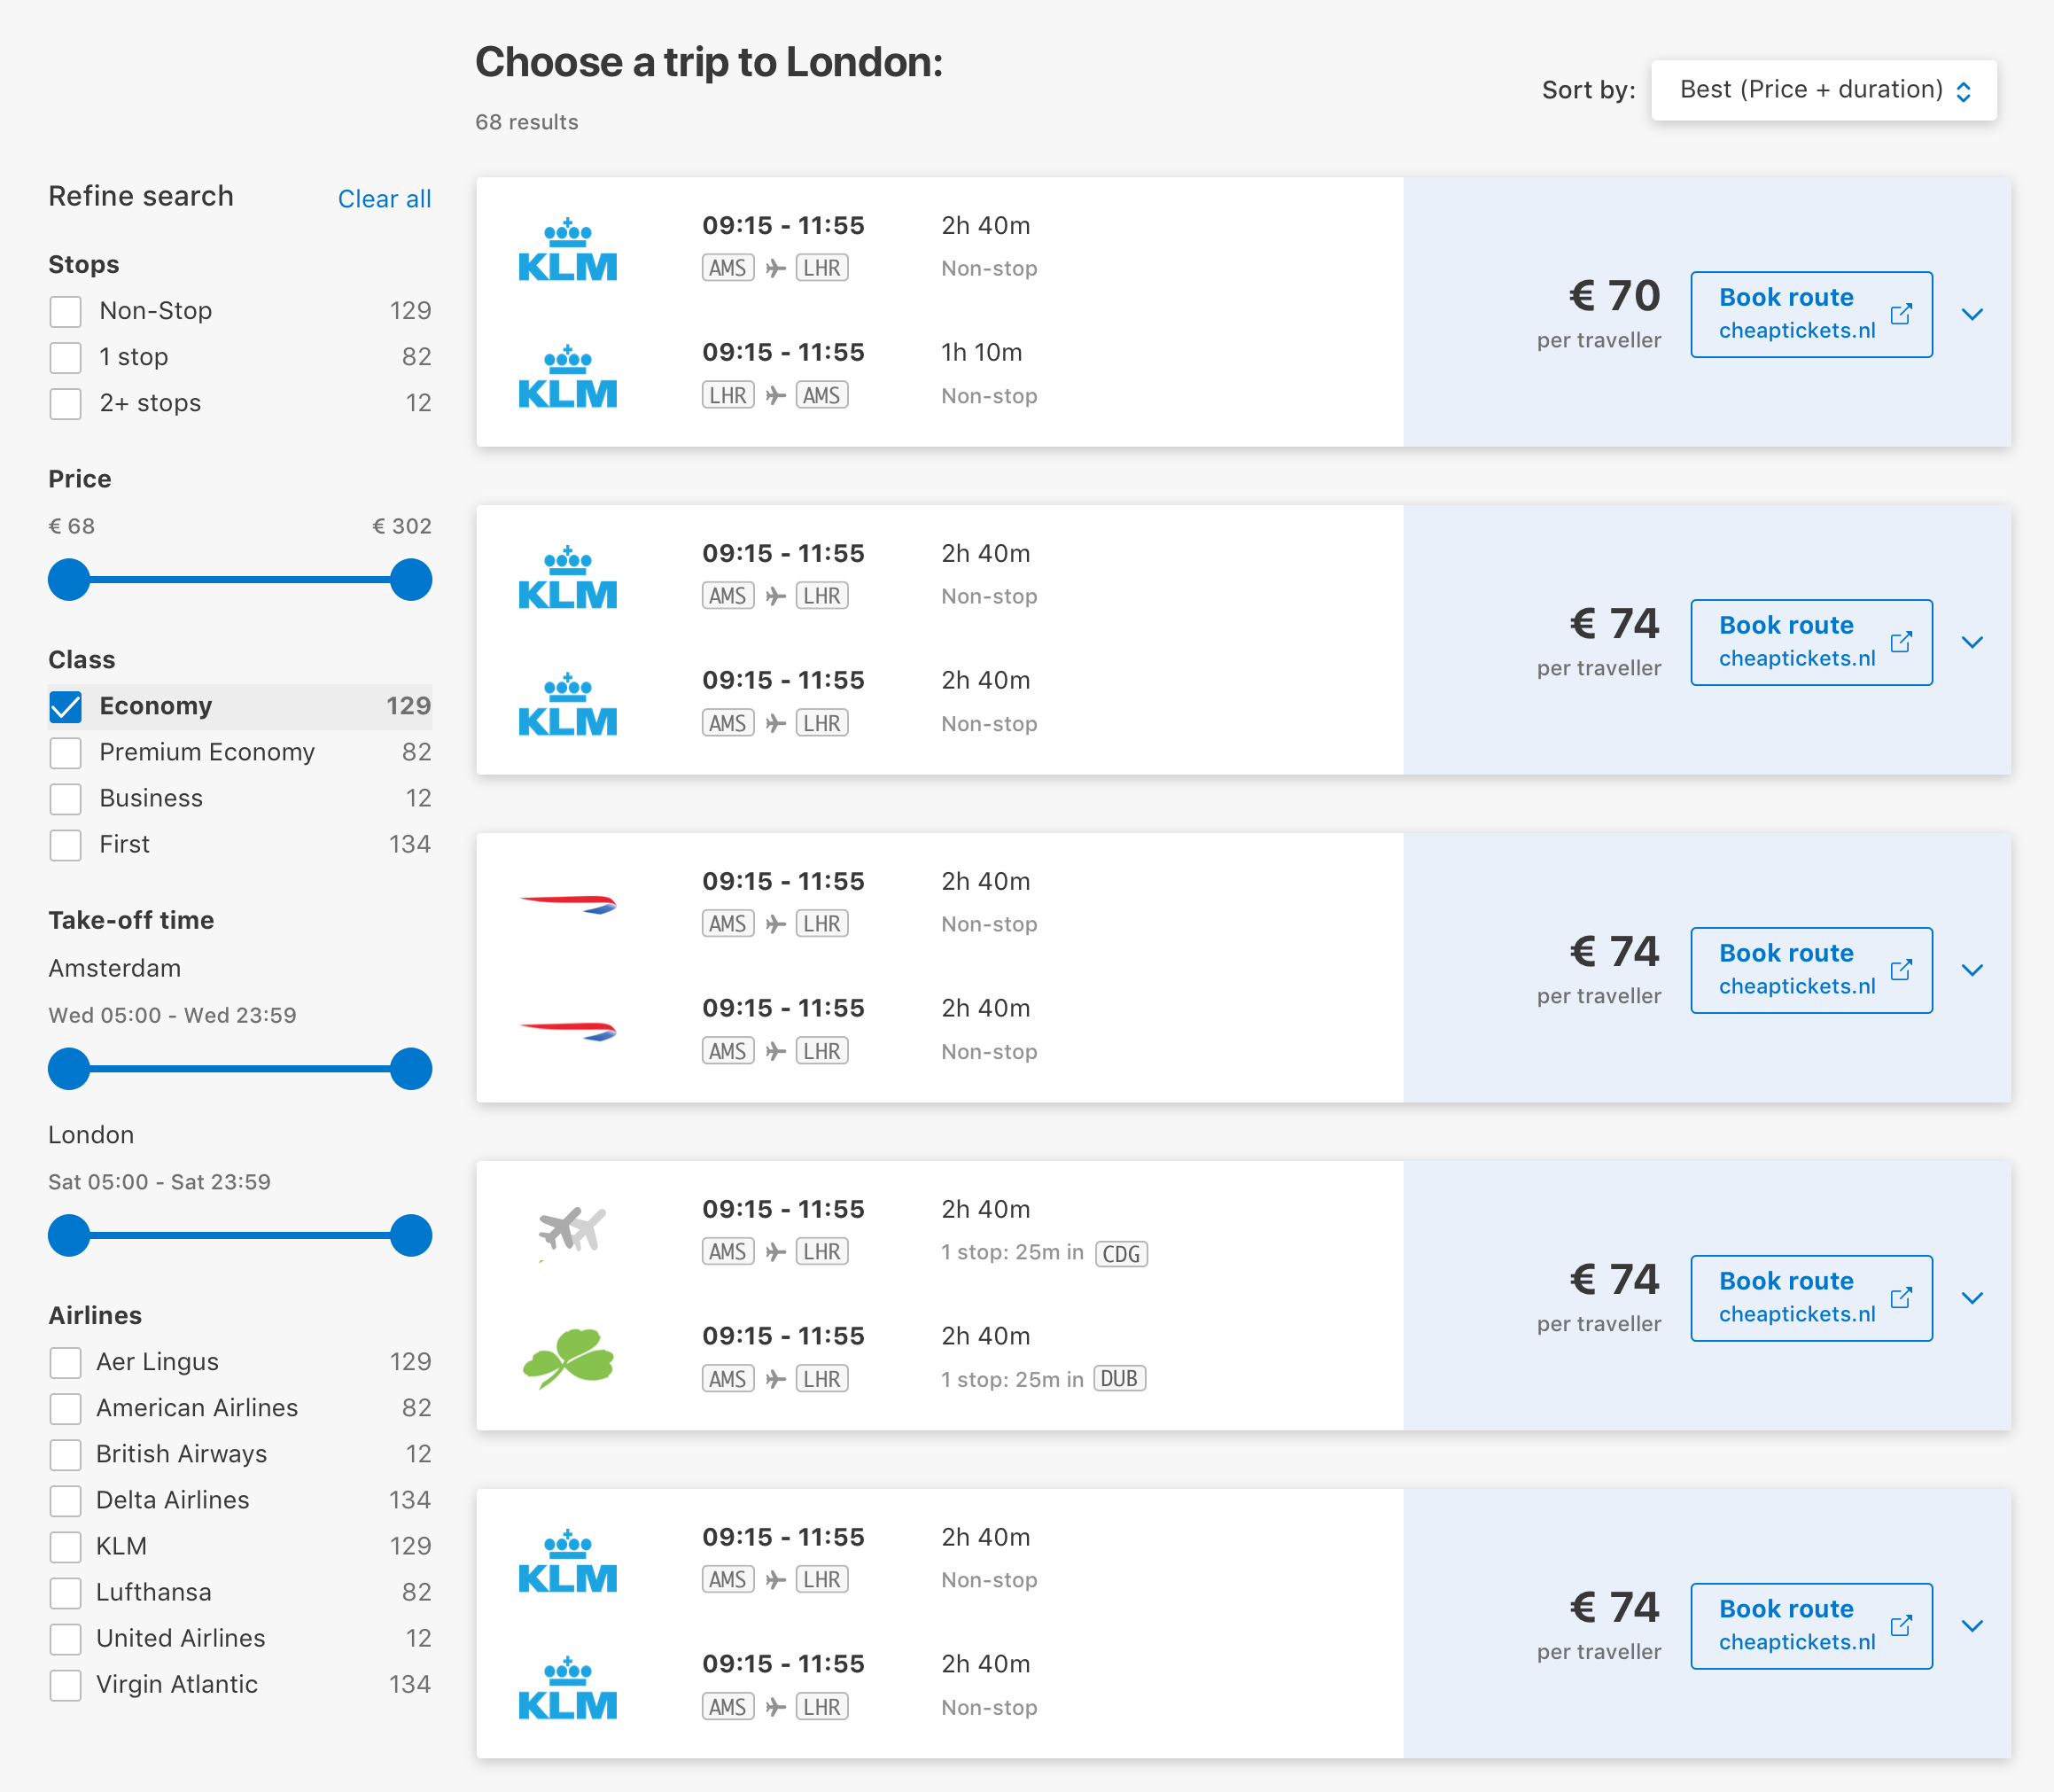 Choose a trip to London:
68 results
Sort by:
Best (Price + duration)
Refine search
Clear all
Stops
Non-Stop 129
1 stop 82
2+ stops 12
Price
€ 68 € 302
Class
Economy 129
Premium Economy 82
Business 12
First 134
Take-off time
Amsterdam
Wed 05:00 - Wed 23:59
London
Sat 05:00 - Sat 23:59
Airlines
Aer Lingus 129
American Airlines 82
British Airways 12
Delta Airlines 134
KLM 129
Lufthansa 82
United Airlines 12
Virgin Atlantic 134
KLM
09:15 - 11:55 2h 40m
AMS LHR Non-stop
KLM
09:15 - 11:55 1h 10m
LHR AMS Non-stop
€ 70
per traveller
Book route
cheaptickets.nl
KLM
09:15 - 11:55 2h 40m
AMS LHR Non-stop
KLM
09:15 - 11:55 2h 40m
AMS LHR Non-stop
€ 74
per traveller
Book route
cheaptickets.nl
09:15 - 11:55 2h 40m
AMS LHR Non-stop
09:15 - 11:55 2h 40m
AMS LHR Non-stop
€ 74
per traveller
Book route
cheaptickets.nl
09:15 - 11:55 2h 40m
AMS LHR 1 stop: 25m in CDG
09:15 - 11:55 2h 40m
AMS LHR 1 stop: 25m in DUB
€ 74
per traveller
Book route
cheaptickets.nl
KLM
09:15 - 11:55 2h 40m
AMS LHR Non-stop
KLM
09:15 - 11:55 2h 40m
AMS LHR Non-stop
€ 74
per traveller
Book route
cheaptickets.nl